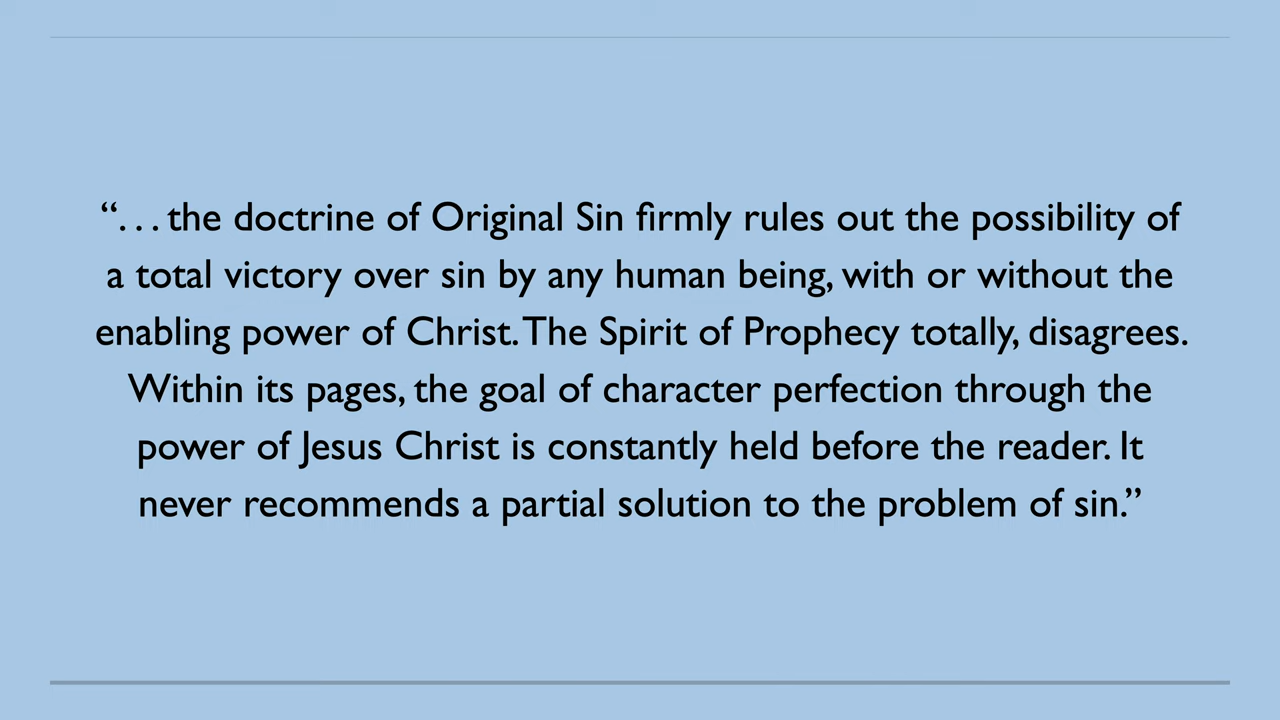 “. . . the doctrine of Original Sin firmly rules out the possibility of
a total victory over sin by any human being, with or without the
enabling power of Christ. The Spirit of Prophecy totally, disagrees.
Within its pages, the goal of character perfection through the
power of Jesus Christ is constantly held before the reader. It
never recommends a partial solution to the problem of sin.”